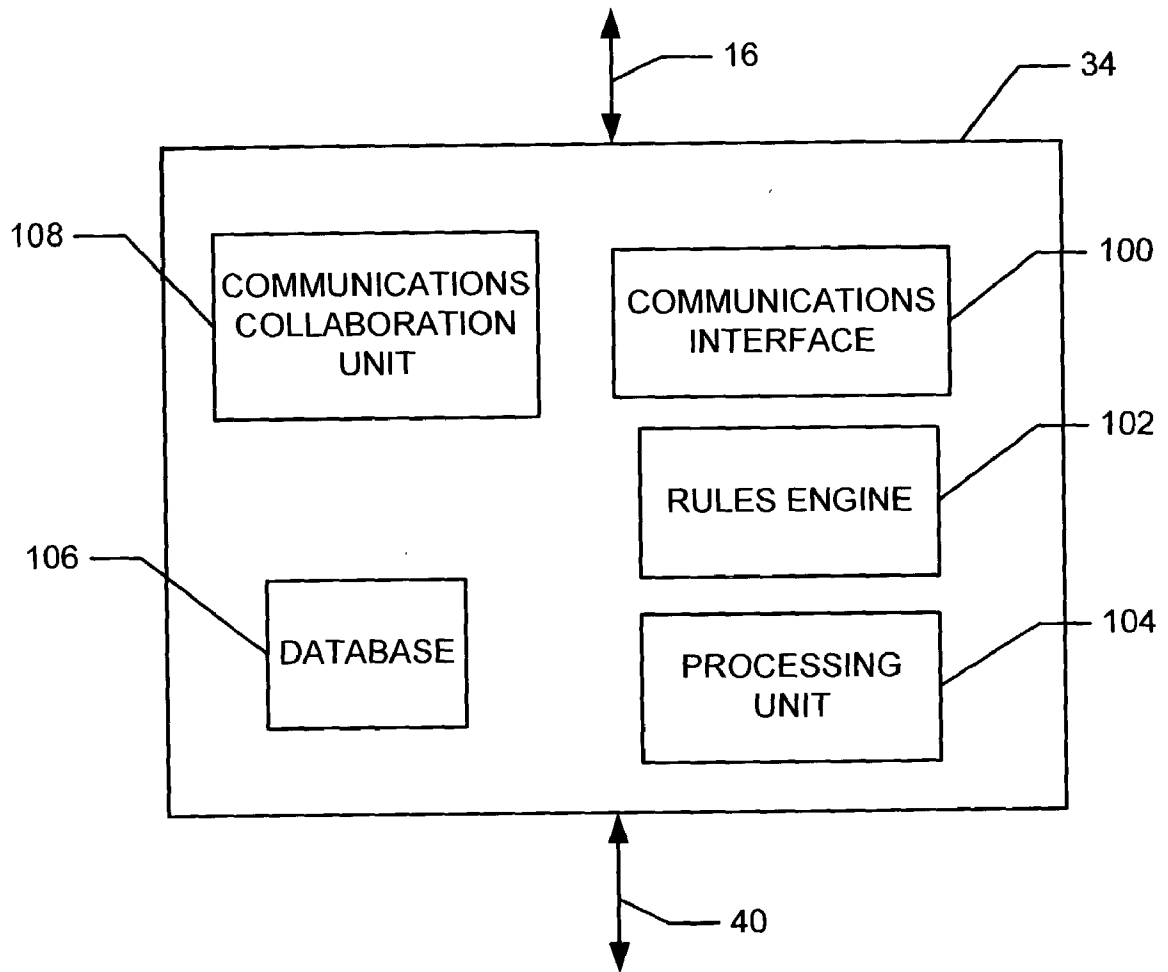 16
34
108
COMMUNICATIONS
COLLABORATION
UNIT
100
COMMUNICATIONS
INTERFACE
102
RULES ENGINE
106
DATABASE
104
PROCESSING
UNIT
40